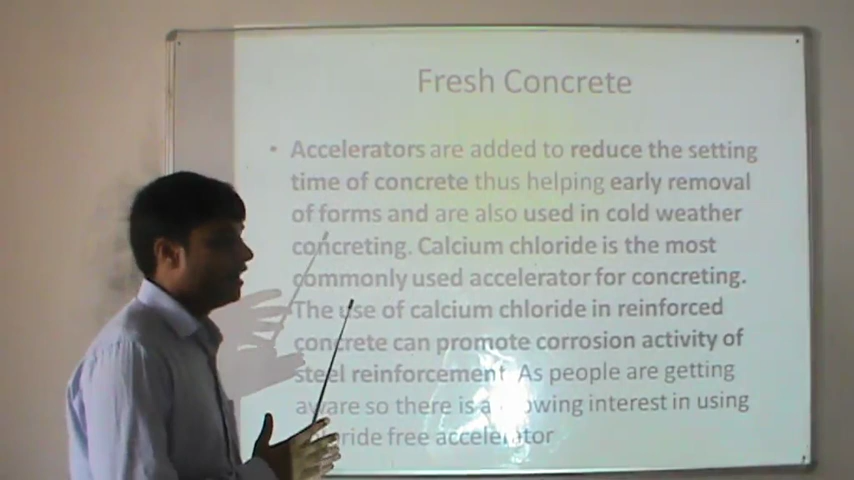 Fresh Concrete
• Accelerators are added to reduce the setting
time of concrete thus helping early removal
of forms and are also used in cold weather
concreting. Calcium chloride is the most
commonly used accelerator for concreting.
The use of calcium chloride in reinforced
concrete can promote corrosion activity of
steel reinforcement. As people are getting
aware so there is a growing interest in using
chloride free accelerator